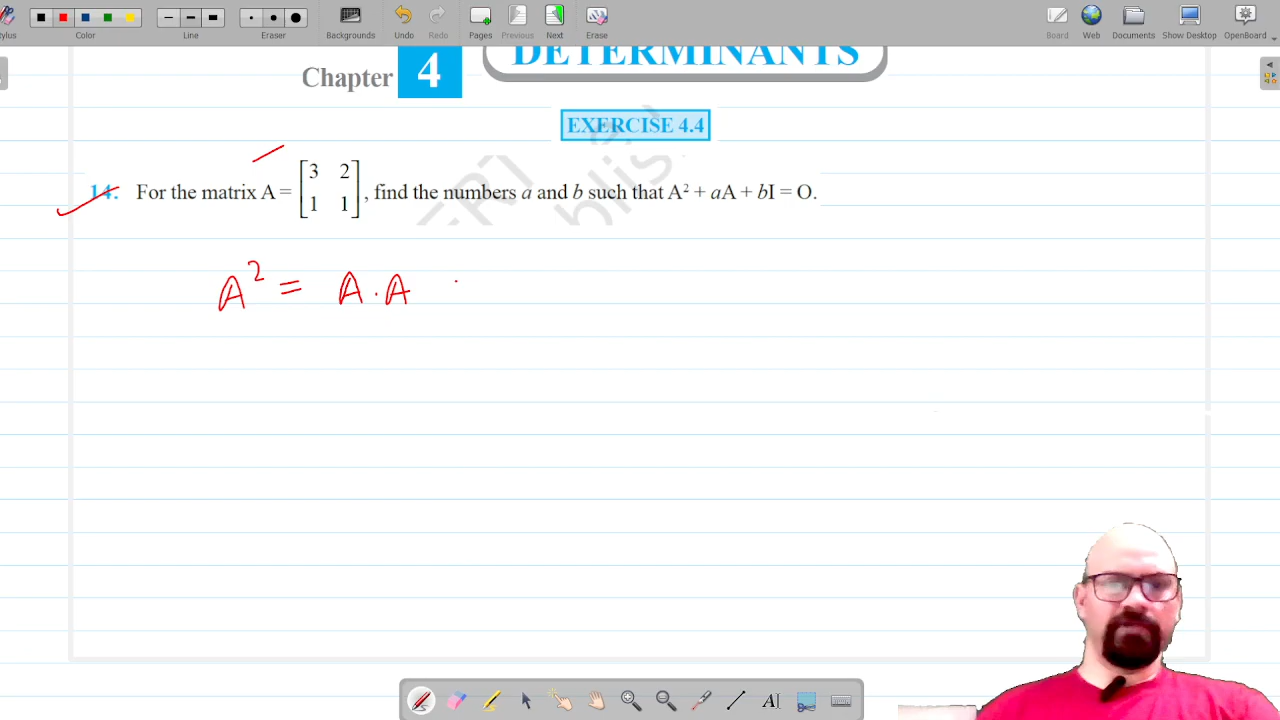 Stylus Color Line Eraser Backgrounds Undo Redo Pages Previous Next Erase Board Web Documents Show Desktop OpenBoard
Chapter 4 DETERMINANTS
EXERCISE 4.4
14. For the matrix A = [3 2
1 1], find the numbers a and b such that A² + aA + bI = O.
A² = A . A